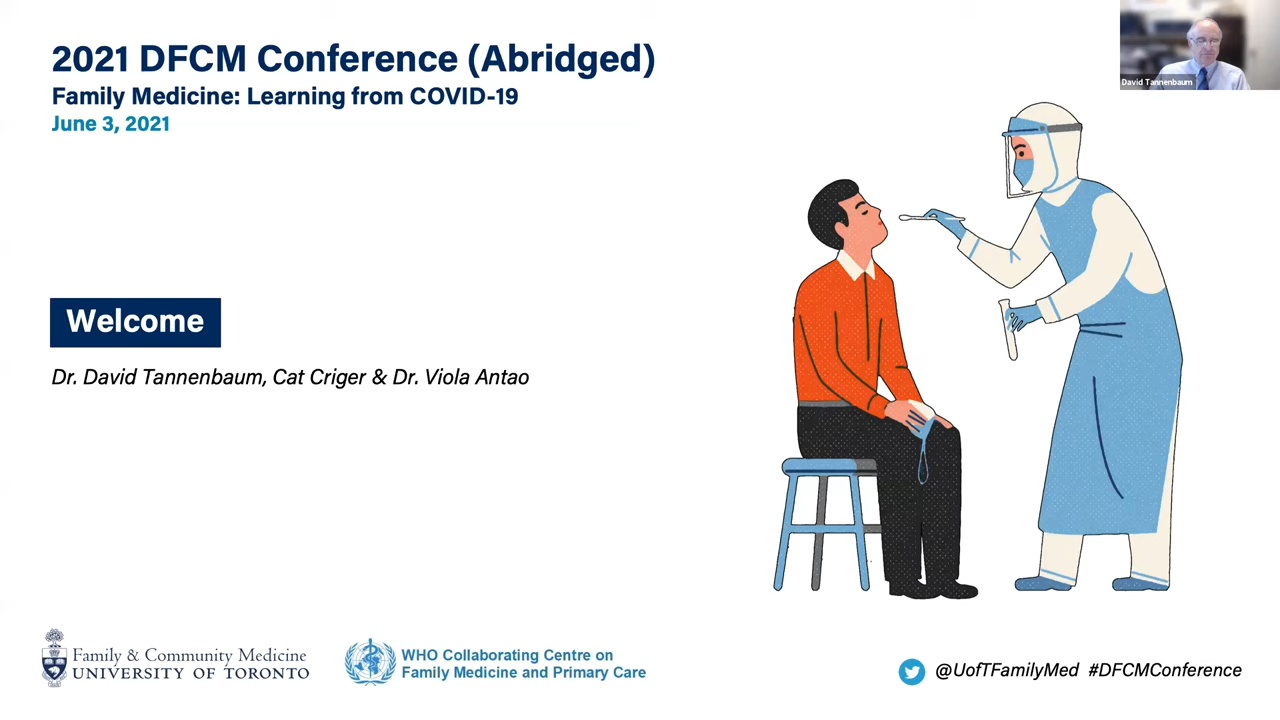 2021 DFCM Conference (Abridged)
Family Medicine: Learning from COVID-19
June 3, 2021
David Tannenbaum
Welcome
Dr. David Tannenbaum, Cat Criger & Dr. Viola Antao
Family & Community Medicine
UNIVERSITY OF TORONTO
WHO Collaborating Centre on
Family Medicine and Primary Care
@UofTFamilyMed #DFCMConference